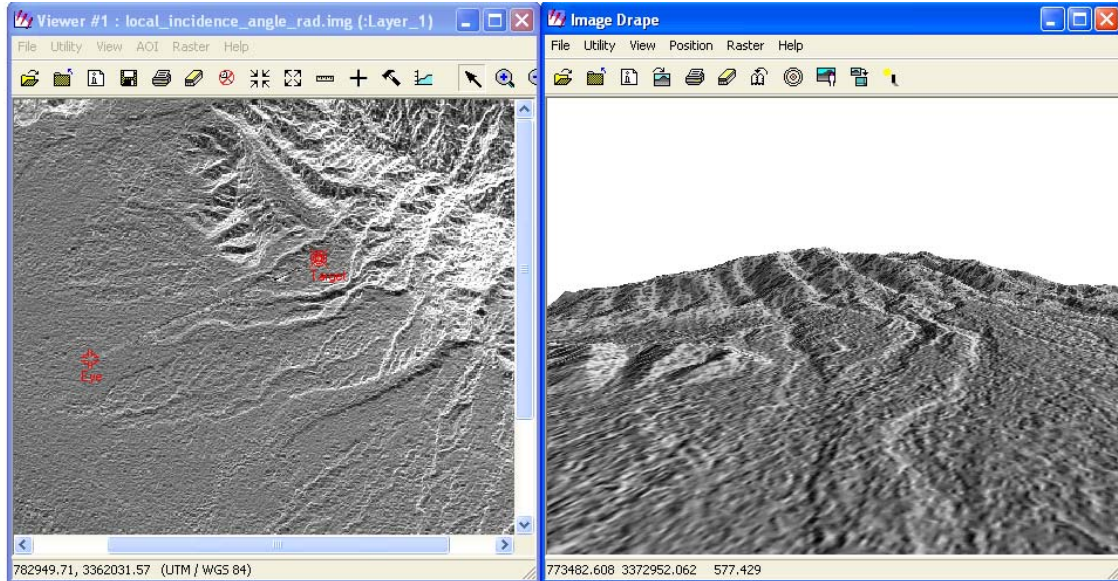 Viewer #1 : local_incidence_angle_rad.img (:Layer_1)
File Utility View AOI Raster Help
Target
Eye
782949.71, 3362031.57 (UTM / WGS 84)
Image Drape
File Utility View Position Raster Help
773482.608 3372952.062 577.429